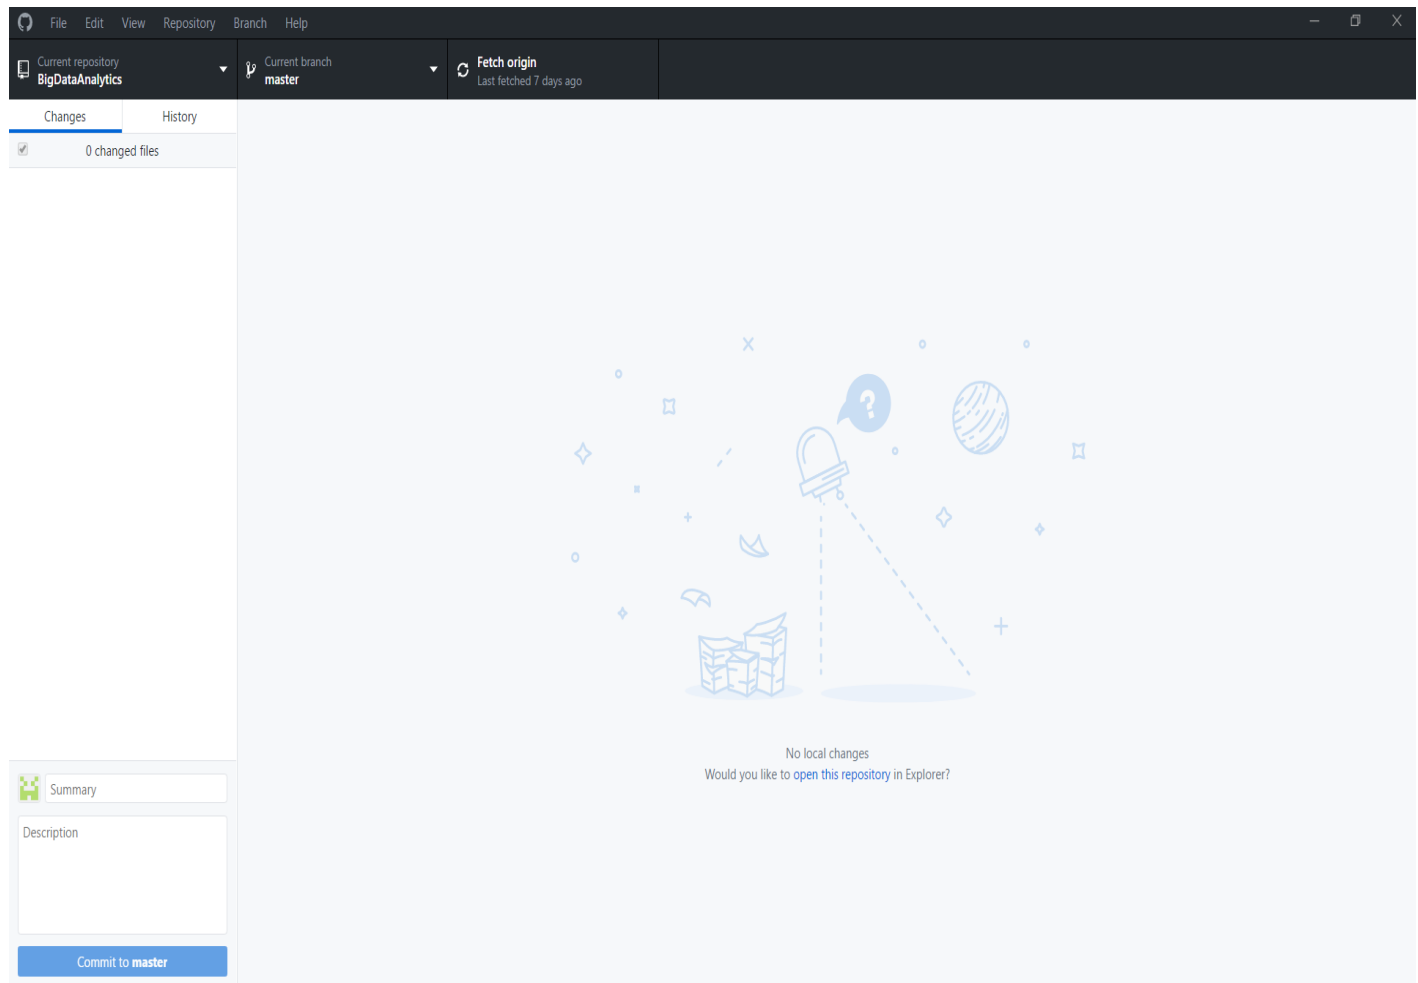 File Edit View Repository Branch Help
Current repository
BigDataAnalytics
Current branch
master
Fetch origin
Last fetched 7 days ago
Changes History
0 changed files
?
No local changes
Would you like to open this repository in Explorer?
Summary
Description
Commit to master